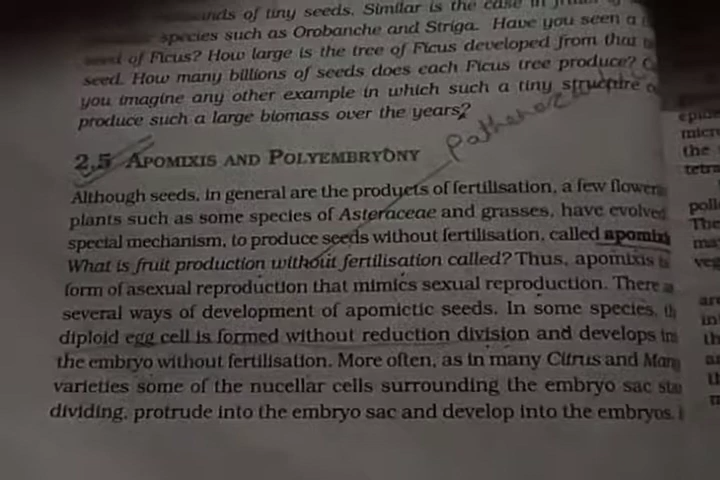 of tiny seeds. Similar is the case in
species such as Orobanche and Striga. Have you seen a
seed of Ficus? How large is the tree of Ficus developed from that
seed. How many billions of seeds does each Ficus tree produce?
you imagine any other example in which such a tiny structure
produce such a large biomass over the years?
2.5 APOMIXIS AND POLYEMBRYONY
Although seeds, in general are the products of fertilisation, a few
plants such as some species of Asteraceae and grasses, have evolved
special mechanism, to produce seeds without fertilisation, called
What is fruit production without fertilisation called? Thus, apomixis
form of asexual reproduction that mimics sexual reproduction. There
several ways of development of apomictic seeds. In some species,
diploid egg cell is formed without reduction division and develops
the embryo without fertilisation. More often, as in many Citrus and
varieties some of the nucellar cells surrounding the embryo sac
dividing, protrude into the embryo sac and develop into the embryos.
the